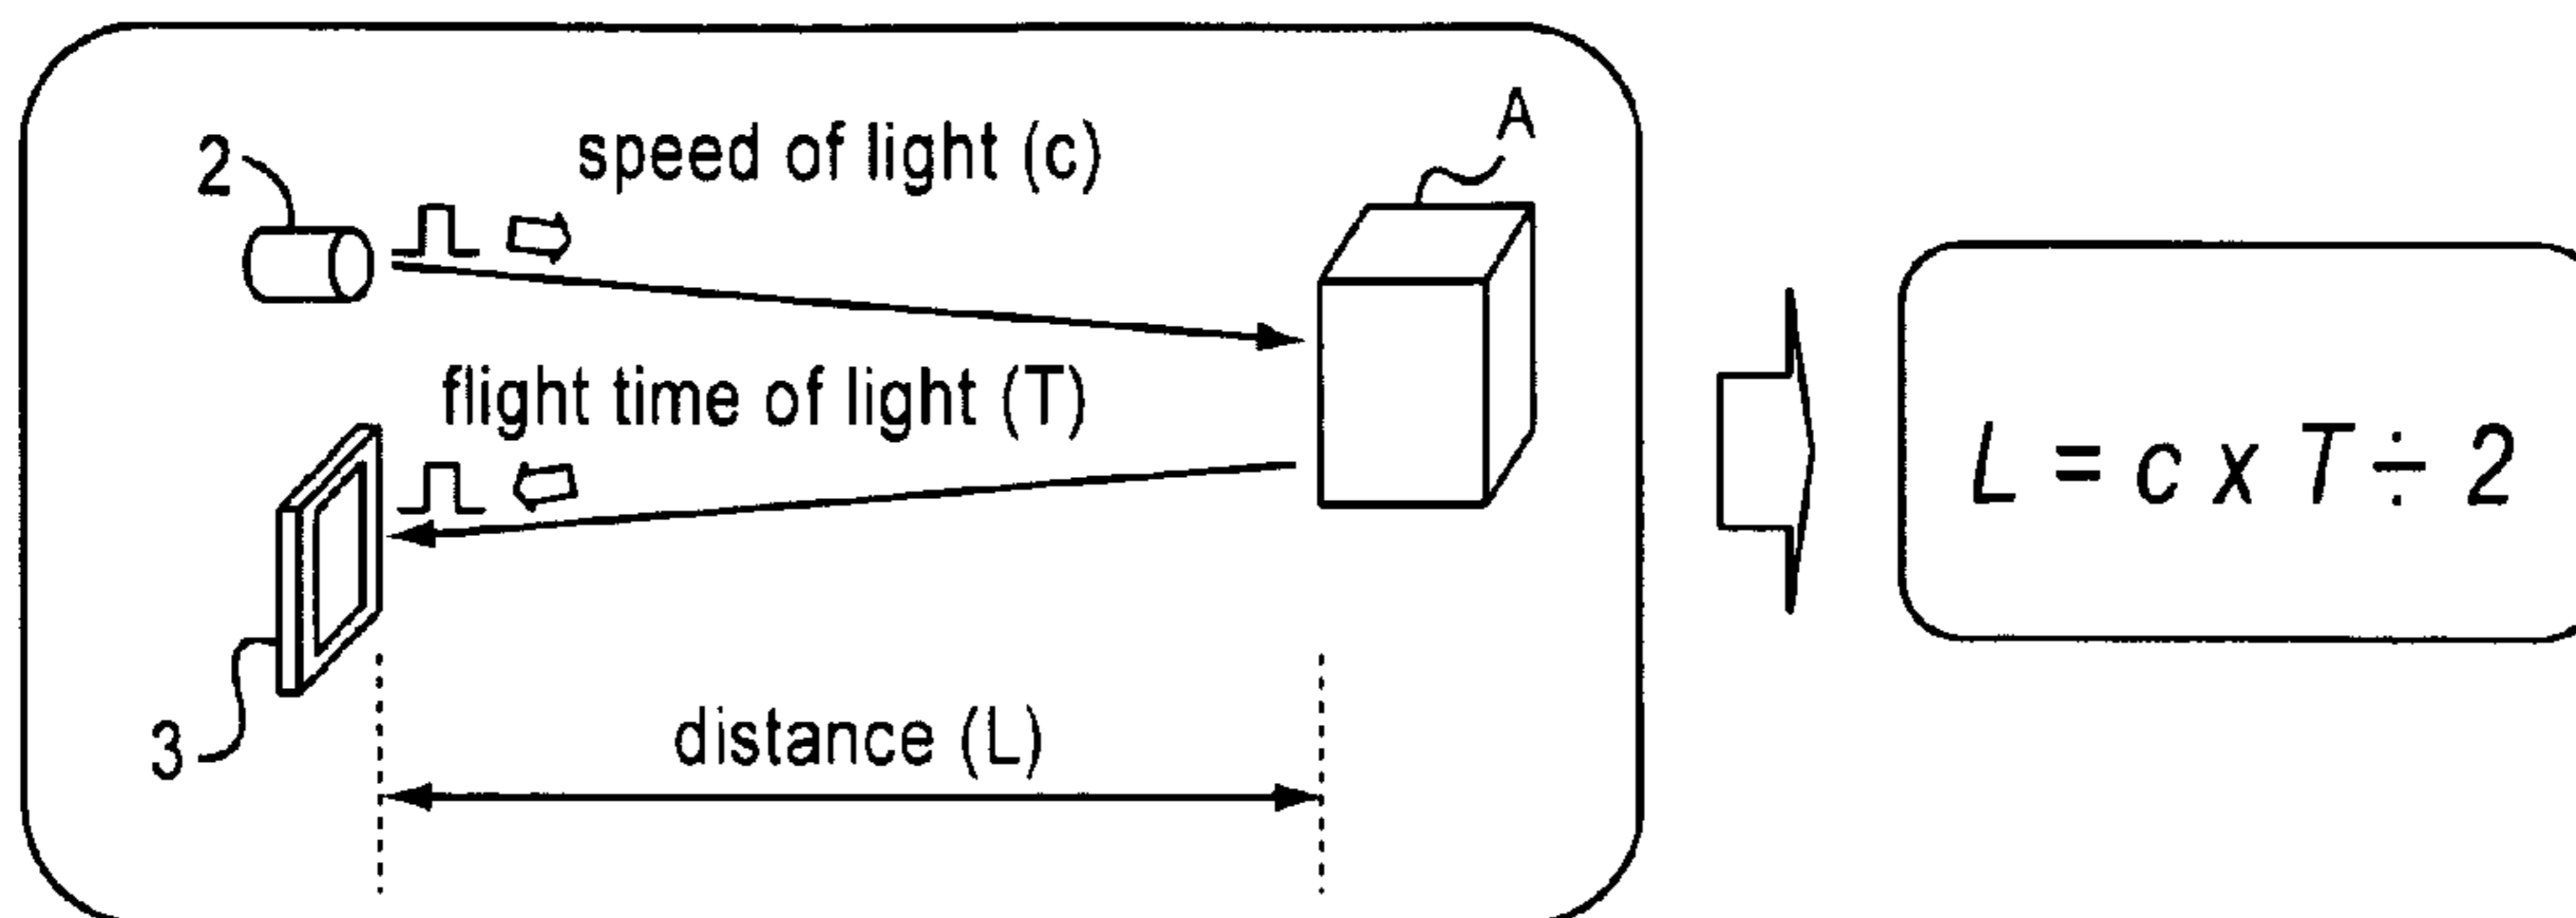 A
2
speed of light (c)
flight time of light (T)
L = c x T ÷ 2
3
distance (L)